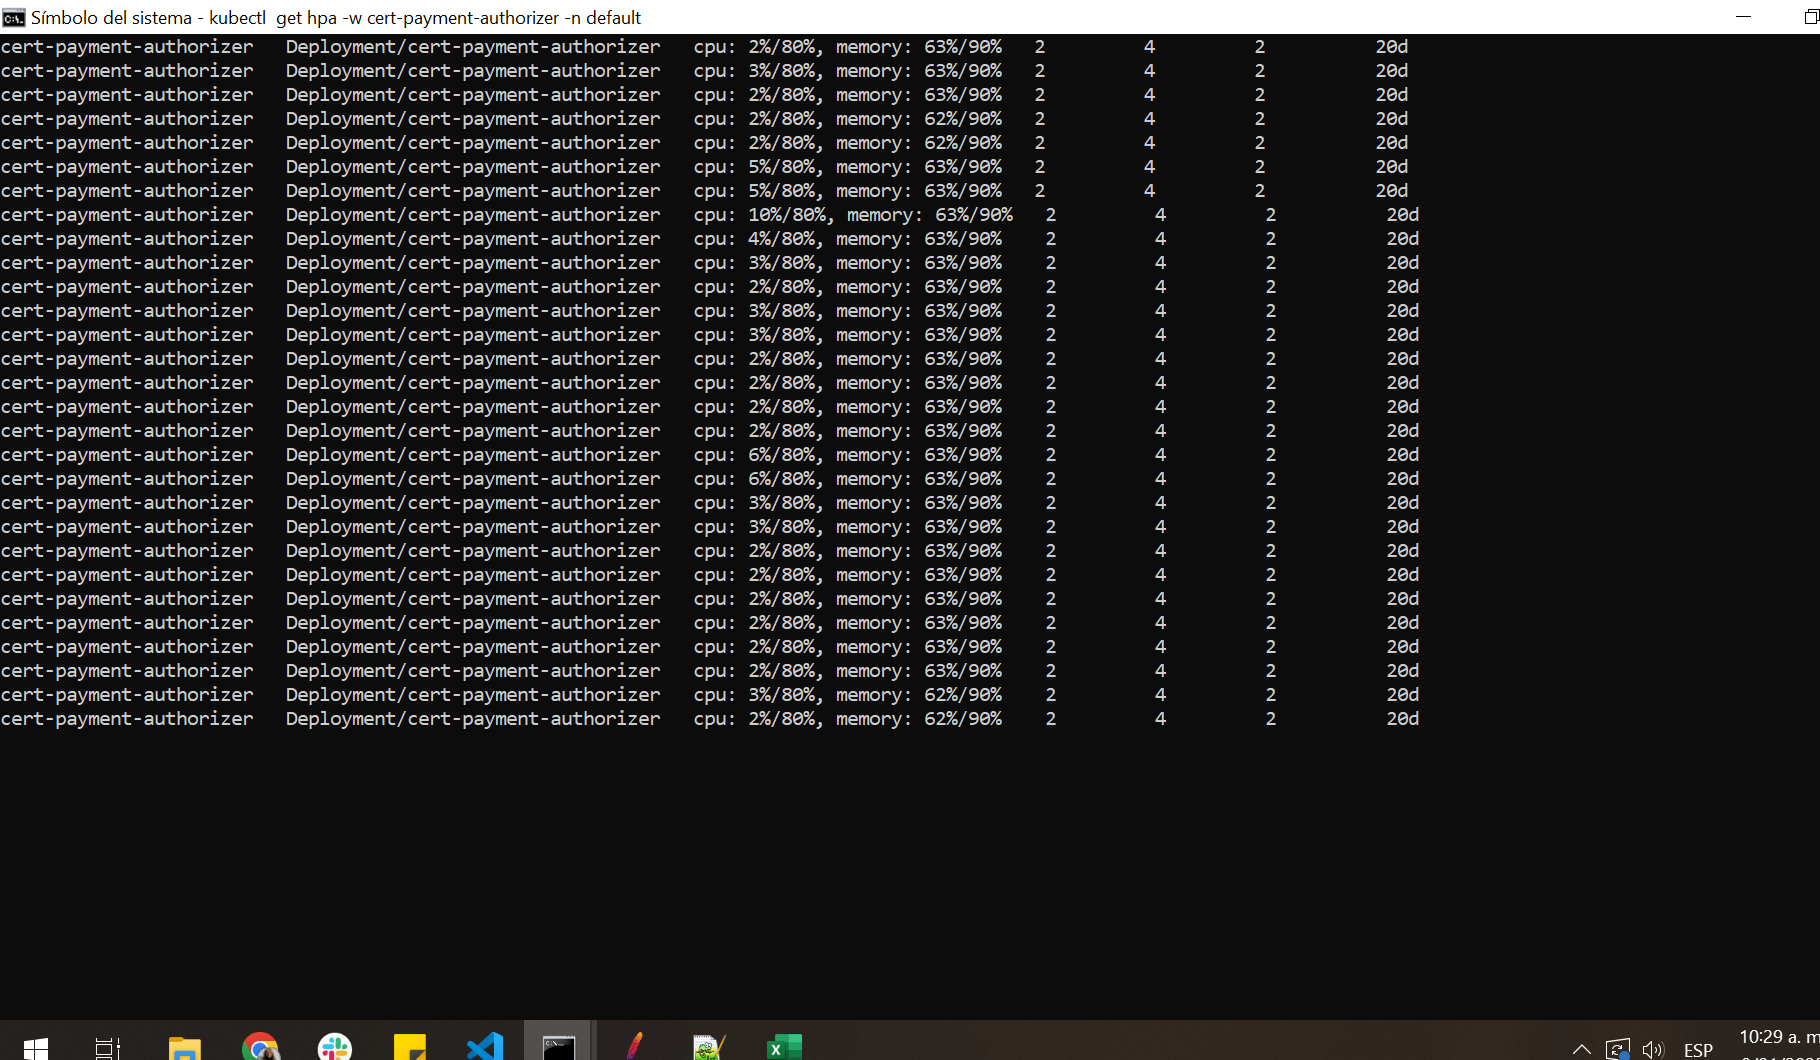 Símbolo del sistema - kubectl  get hpa -w cert-payment-authorizer -n default
cert-payment-authorizer   Deployment/cert-payment-authorizer   cpu: 2%/80%, memory: 63%/90%   2         4         2          20d
cert-payment-authorizer   Deployment/cert-payment-authorizer   cpu: 3%/80%, memory: 63%/90%   2         4         2          20d
cert-payment-authorizer   Deployment/cert-payment-authorizer   cpu: 2%/80%, memory: 63%/90%   2         4         2          20d
cert-payment-authorizer   Deployment/cert-payment-authorizer   cpu: 2%/80%, memory: 62%/90%   2         4         2          20d
cert-payment-authorizer   Deployment/cert-payment-authorizer   cpu: 2%/80%, memory: 62%/90%   2         4         2          20d
cert-payment-authorizer   Deployment/cert-payment-authorizer   cpu: 5%/80%, memory: 63%/90%   2         4         2          20d
cert-payment-authorizer   Deployment/cert-payment-authorizer   cpu: 5%/80%, memory: 63%/90%   2         4         2          20d
cert-payment-authorizer   Deployment/cert-payment-authorizer   cpu: 10%/80%, memory: 63%/90%   2         4         2          20d
cert-payment-authorizer   Deployment/cert-payment-authorizer   cpu: 4%/80%, memory: 63%/90%    2         4         2          20d
cert-payment-authorizer   Deployment/cert-payment-authorizer   cpu: 3%/80%, memory: 63%/90%    2         4         2          20d
cert-payment-authorizer   Deployment/cert-payment-authorizer   cpu: 2%/80%, memory: 63%/90%    2         4         2          20d
cert-payment-authorizer   Deployment/cert-payment-authorizer   cpu: 3%/80%, memory: 63%/90%    2         4         2          20d
cert-payment-authorizer   Deployment/cert-payment-authorizer   cpu: 3%/80%, memory: 63%/90%    2         4         2          20d
cert-payment-authorizer   Deployment/cert-payment-authorizer   cpu: 2%/80%, memory: 63%/90%    2         4         2          20d
cert-payment-authorizer   Deployment/cert-payment-authorizer   cpu: 2%/80%, memory: 63%/90%    2         4         2          20d
cert-payment-authorizer   Deployment/cert-payment-authorizer   cpu: 2%/80%, memory: 63%/90%    2         4         2          20d
cert-payment-authorizer   Deployment/cert-payment-authorizer   cpu: 2%/80%, memory: 63%/90%    2         4         2          20d
cert-payment-authorizer   Deployment/cert-payment-authorizer   cpu: 6%/80%, memory: 63%/90%    2         4         2          20d
cert-payment-authorizer   Deployment/cert-payment-authorizer   cpu: 6%/80%, memory: 63%/90%    2         4         2          20d
cert-payment-authorizer   Deployment/cert-payment-authorizer   cpu: 3%/80%, memory: 63%/90%    2         4         2          20d
cert-payment-authorizer   Deployment/cert-payment-authorizer   cpu: 3%/80%, memory: 63%/90%    2         4         2          20d
cert-payment-authorizer   Deployment/cert-payment-authorizer   cpu: 2%/80%, memory: 63%/90%    2         4         2          20d
cert-payment-authorizer   Deployment/cert-payment-authorizer   cpu: 2%/80%, memory: 63%/90%    2         4         2          20d
cert-payment-authorizer   Deployment/cert-payment-authorizer   cpu: 2%/80%, memory: 63%/90%    2         4         2          20d
cert-payment-authorizer   Deployment/cert-payment-authorizer   cpu: 2%/80%, memory: 63%/90%    2         4         2          20d
cert-payment-authorizer   Deployment/cert-payment-authorizer   cpu: 2%/80%, memory: 63%/90%    2         4         2          20d
cert-payment-authorizer   Deployment/cert-payment-authorizer   cpu: 2%/80%, memory: 63%/90%    2         4         2          20d
cert-payment-authorizer   Deployment/cert-payment-authorizer   cpu: 3%/80%, memory: 62%/90%    2         4         2          20d
cert-payment-authorizer   Deployment/cert-payment-authorizer   cpu: 2%/80%, memory: 62%/90%    2         4         2          20d
10:29 a. m
ESP